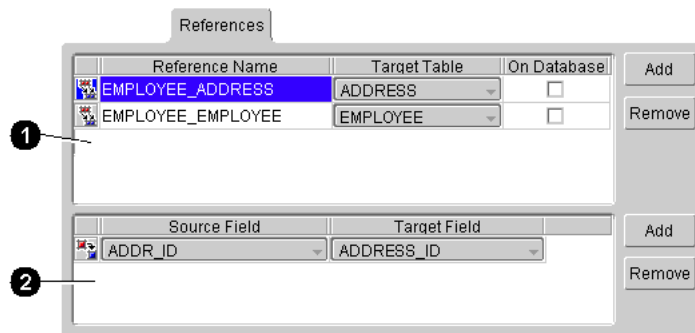 References
Reference Name Target Table On Database Add
EMPLOYEE_ADDRESS ADDRESS
EMPLOYEE_EMPLOYEE EMPLOYEE Remove
1
Source Field Target Field Add
ADDR_ID ADDRESS_ID
Remove
2